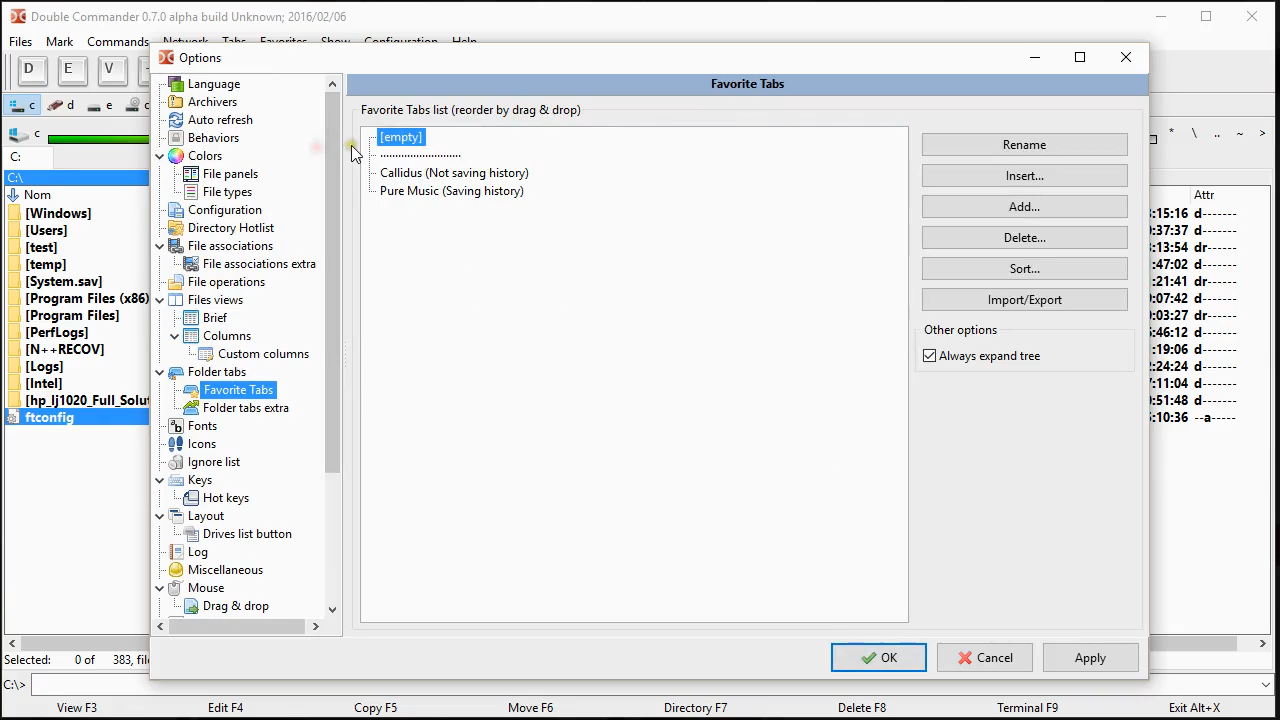 Double Commander 0.7.0 alpha build Unknown; 2016/02/06
Files Mark Commands Network Tabs Favorites Show Configuration Help
D E V
c d e c
c
C:
C:\
Nom
[Windows]
[Users]
[test]
[temp]
[System.sav]
[Program Files (x86)
[Program Files]
[PerfLogs]
[N++RECOV]
[Logs]
[Intel]
[hp_lj1020_Full_Solut
ftconfig
Options
Language
Archivers
Auto refresh
Behaviors
Colors
File panels
File types
Configuration
Directory Hotlist
File associations
File associations extra
File operations
Files views
Brief
Columns
Custom columns
Folder tabs
Favorite Tabs
Folder tabs extra
Fonts
Icons
Ignore list
Keys
Hot keys
Layout
Drives list button
Log
Miscellaneous
Mouse
Drag & drop
Favorite Tabs
Favorite Tabs list (reorder by drag & drop)
[empty]
...........................
Callidus (Not saving history)
Pure Music (Saving history)
Rename
Insert...
Add...
Delete...
Sort...
Import/Export
Other options
Always expand tree
OK Cancel Apply
* \ .. ~ >
Attr
:15:16 d-------
:37:37 d-------
:13:54 dr------
:47:02 d-------
:21:41 dr------
:07:42 d-------
:03:27 dr------
:46:12 d-------
:19:06 d-------
:24:24 d-------
:11:04 d-------
:51:48 d-------
:10:36 --a-----
Selected: 0 of 383, file
C:\>
View F3 Edit F4 Copy F5 Move F6 Directory F7 Delete F8 Terminal F9 Exit Alt+X